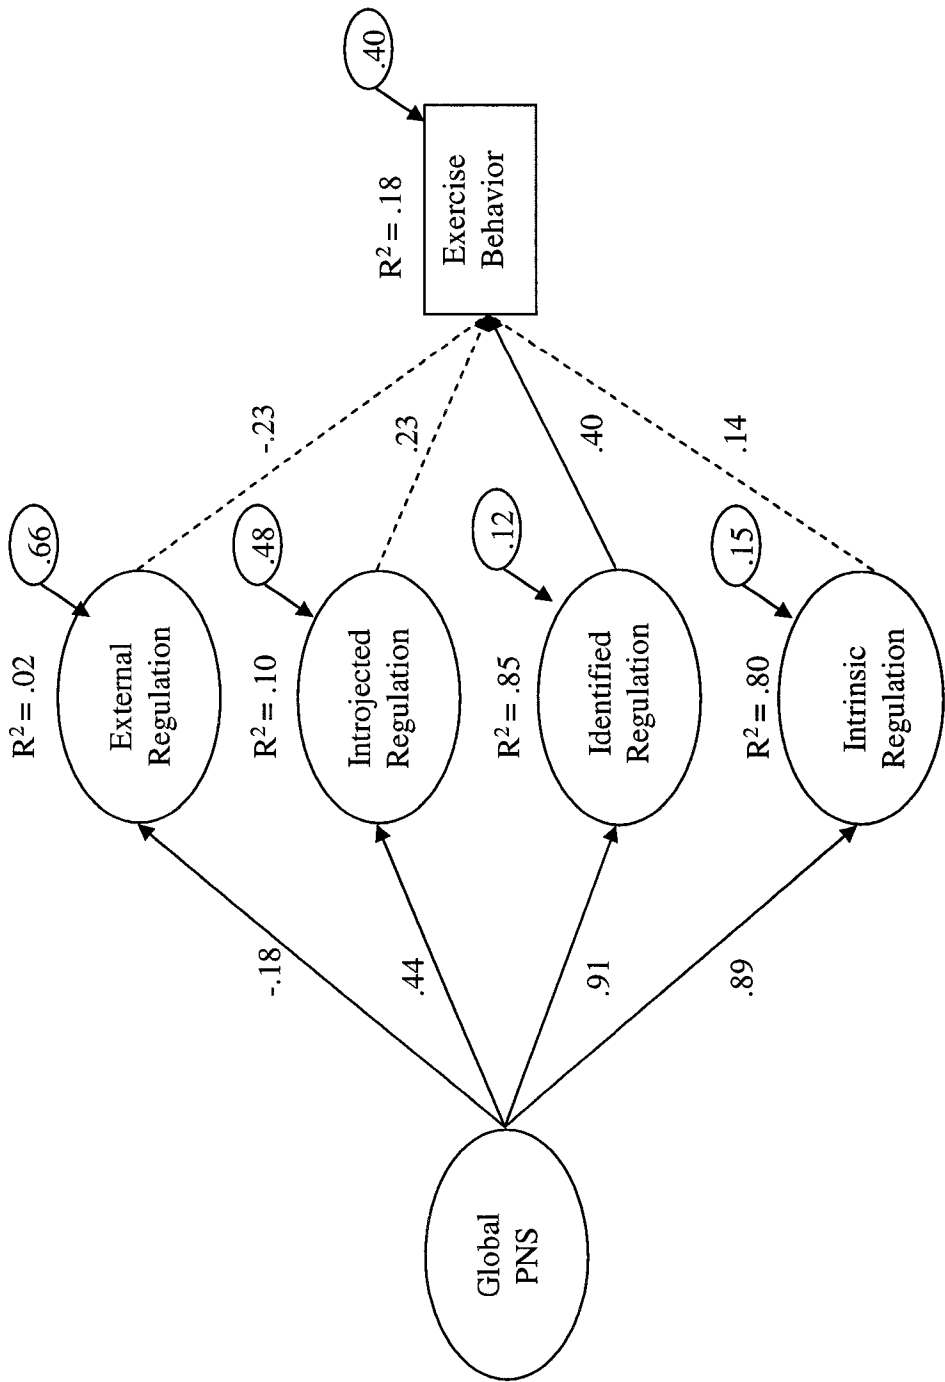 R² = .02
.66
External
Regulation
-.18
-.23
R² = .10
.48
Introjected
Regulation
.44
.23
R² = .18
.40
Exercise
Behavior
Global
PNS
R² = .85
.12
Identified
Regulation
.91
.40
R² = .80
.15
Intrinsic
Regulation
.89
.14